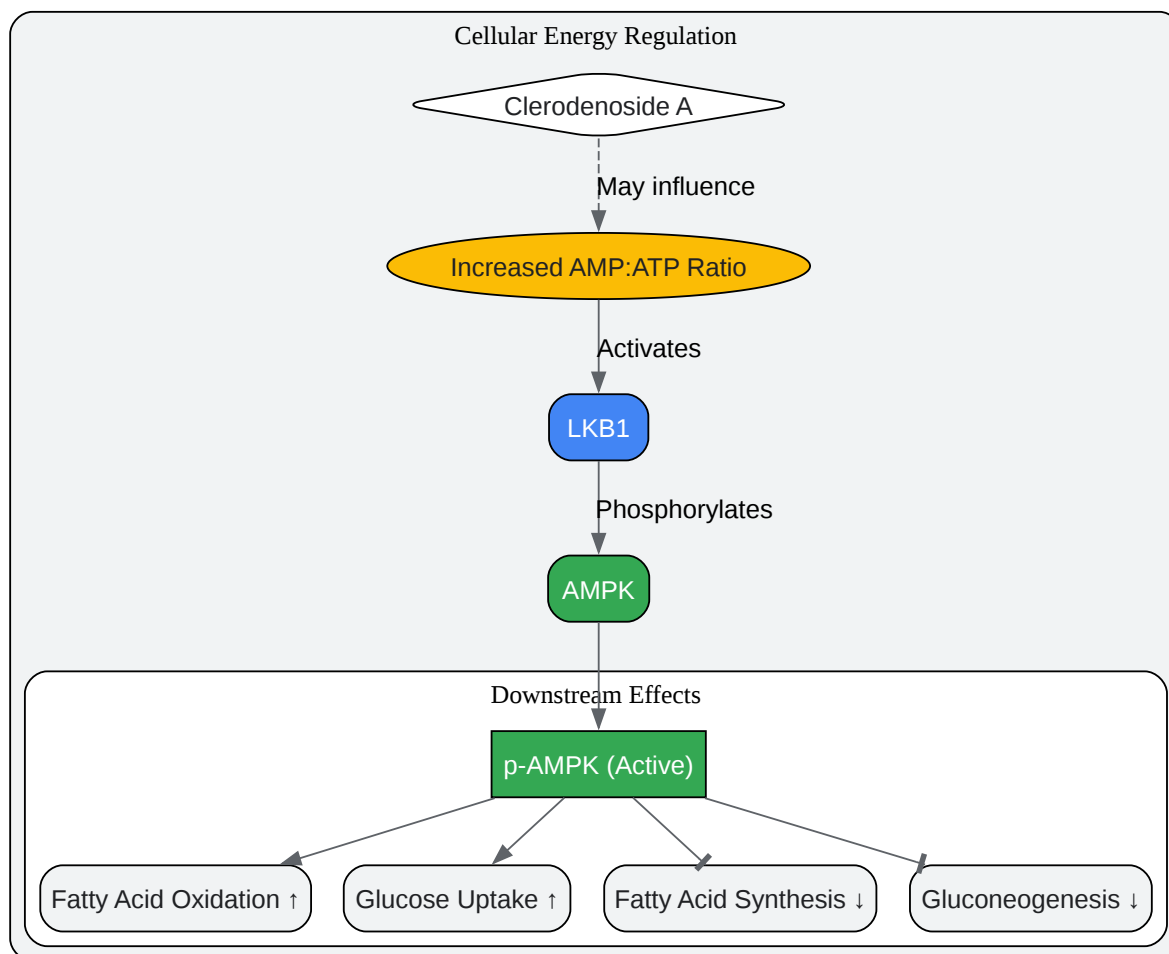 Cellular Energy Regulation
Clerodenoside A
May influence
Increased AMP:ATP Ratio
Activates
LKB1
Phosphorylates
AMPK
Downstream Effects
p-AMPK (Active)
Fatty Acid Oxidation ↑
Glucose Uptake ↑
Fatty Acid Synthesis ↓
Gluconeogenesis ↓